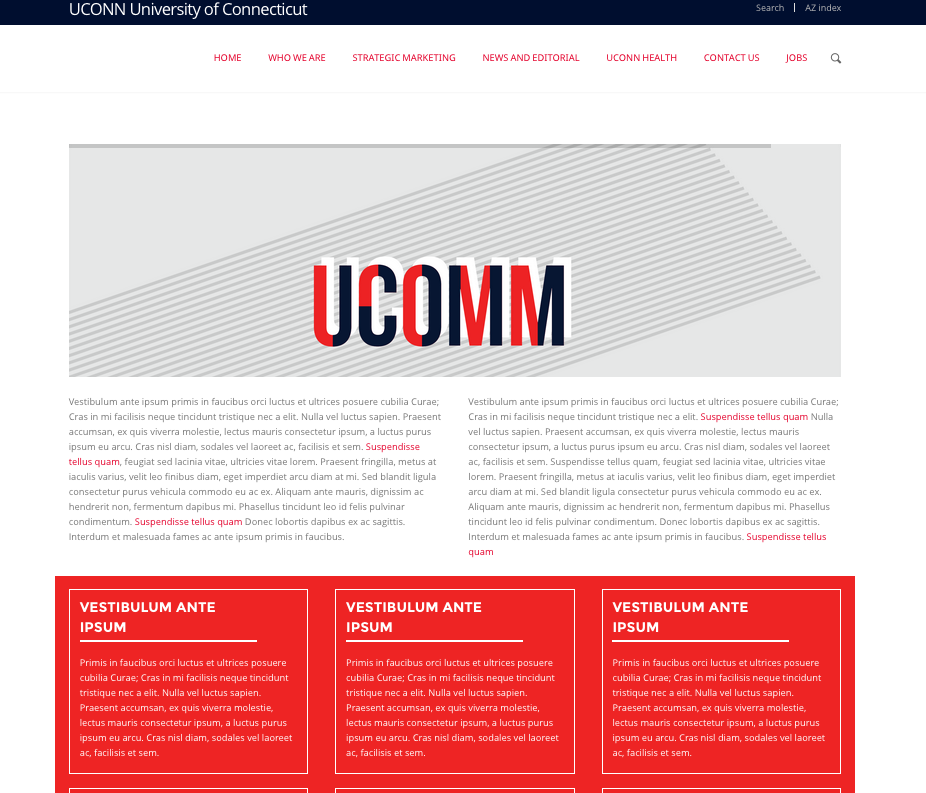 UCONN University of Connecticut
Search AZ index
HOME WHO WE ARE STRATEGIC MARKETING NEWS AND EDITORIAL UCONN HEALTH CONTACT US JOBS
UCOMM
Vestibulum ante ipsum primis in faucibus orci luctus et ultrices posuere cubilia Curae;
Cras in mi facilisis neque tincidunt tristique nec a elit. Nulla vel luctus sapien. Praesent
accumsan, ex quis viverra molestie, lectus mauris consectetur ipsum, a luctus purus
ipsum eu arcu. Cras nisl diam, sodales vel laoreet ac, facilisis et sem. Suspendisse
tellus quam, feugiat sed lacinia vitae, ultricies vitae lorem. Praesent fringilla, metus at
iaculis varius, velit leo finibus diam, eget imperdiet arcu diam at mi. Sed blandit ligula
consectetur purus vehicula commodo eu ac ex. Aliquam ante mauris, dignissim ac
hendrerit non, fermentum dapibus mi. Phasellus tincidunt leo id felis pulvinar
condimentum. Suspendisse tellus quam Donec lobortis dapibus ex ac sagittis.
Interdum et malesuada fames ac ante ipsum primis in faucibus.
Vestibulum ante ipsum primis in faucibus orci luctus et ultrices posuere cubilia Curae;
Cras in mi facilisis neque tincidunt tristique nec a elit. Suspendisse tellus quam Nulla
vel luctus sapien. Praesent accumsan, ex quis viverra molestie, lectus mauris
consectetur ipsum, a luctus purus ipsum eu arcu. Cras nisl diam, sodales vel laoreet
ac, facilisis et sem. Suspendisse tellus quam, feugiat sed lacinia vitae, ultricies vitae
lorem. Praesent fringilla, metus at iaculis varius, velit leo finibus diam, eget imperdiet
arcu diam at mi. Sed blandit ligula consectetur purus vehicula commodo eu ac ex.
Aliquam ante mauris, dignissim ac hendrerit non, fermentum dapibus mi. Phasellus
tincidunt leo id felis pulvinar condimentum. Donec lobortis dapibus ex ac sagittis.
Interdum et malesuada fames ac ante ipsum primis in faucibus. Suspendisse tellus
quam
VESTIBULUM ANTE
IPSUM
Primis in faucibus orci luctus et ultrices posuere
cubilia Curae; Cras in mi facilisis neque tincidunt
tristique nec a elit. Nulla vel luctus sapien.
Praesent accumsan, ex quis viverra molestie,
lectus mauris consectetur ipsum, a luctus purus
ipsum eu arcu. Cras nisl diam, sodales vel laoreet
ac, facilisis et sem.
VESTIBULUM ANTE
IPSUM
Primis in faucibus orci luctus et ultrices posuere
cubilia Curae; Cras in mi facilisis neque tincidunt
tristique nec a elit. Nulla vel luctus sapien.
Praesent accumsan, ex quis viverra molestie,
lectus mauris consectetur ipsum, a luctus purus
ipsum eu arcu. Cras nisl diam, sodales vel laoreet
ac, facilisis et sem.
VESTIBULUM ANTE
IPSUM
Primis in faucibus orci luctus et ultrices posuere
cubilia Curae; Cras in mi facilisis neque tincidunt
tristique nec a elit. Nulla vel luctus sapien.
Praesent accumsan, ex quis viverra molestie,
lectus mauris consectetur ipsum, a luctus purus
ipsum eu arcu. Cras nisl diam, sodales vel laoreet
ac, facilisis et sem.